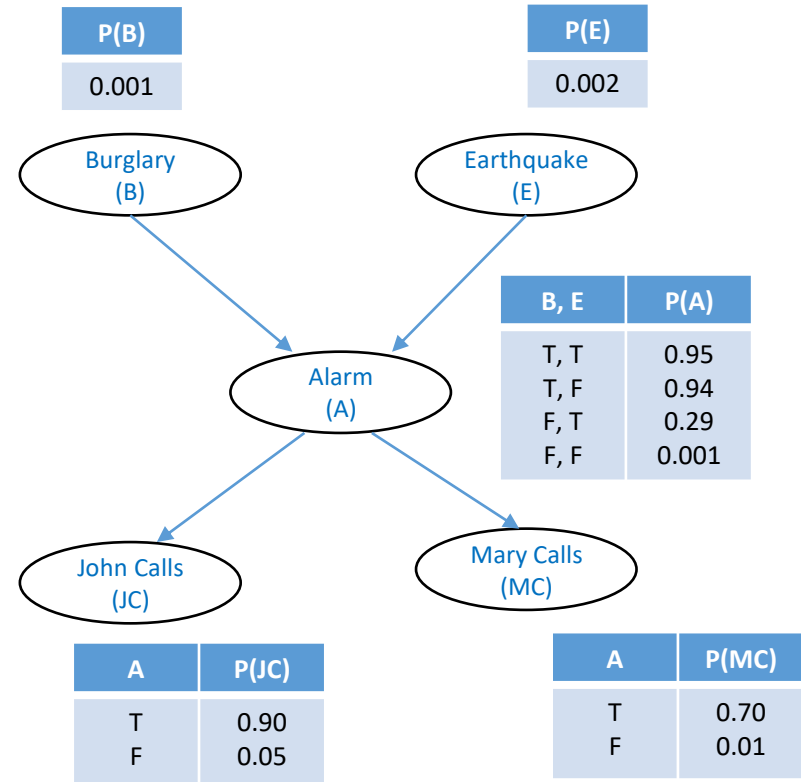 P(B)
0.001
P(E)
0.002
Burglary
(B)
Earthquake
(E)
B, E P(A)
T, T 0.95
T, F 0.94
F, T 0.29
F, F 0.001
Alarm
(A)
John Calls
(JC)
Mary Calls
(MC)
A P(JC)
T 0.90
F 0.05
A P(MC)
T 0.70
F 0.01